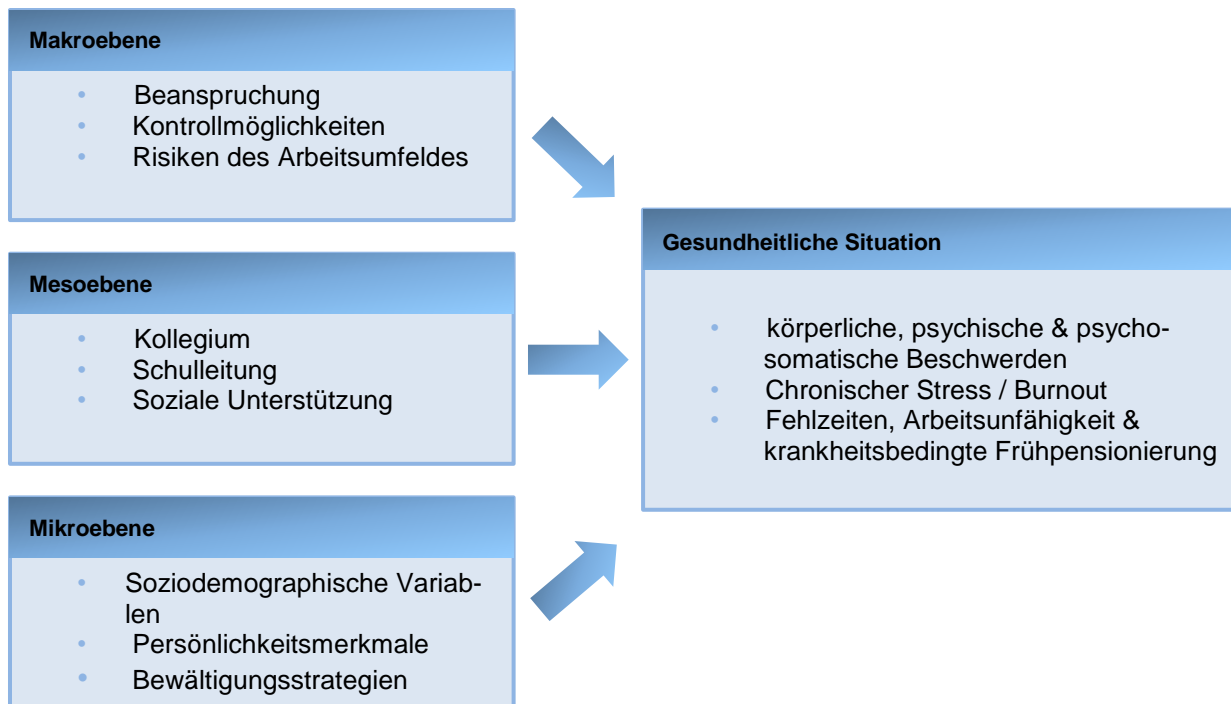 Makroebene
• Beanspruchung
• Kontrollmöglichkeiten
• Risiken des Arbeitsumfeldes
Mesoebene
• Kollegium
• Schulleitung
• Soziale Unterstützung
Mikroebene
• Soziodemographische Variab-
len
• Persönlichkeitsmerkmale
• Bewältigungsstrategien
Gesundheitliche Situation
• körperliche, psychische & psycho-
somatische Beschwerden
• Chronischer Stress / Burnout
• Fehlzeiten, Arbeitsunfähigkeit &
krankheitsbedingte Frühpensionierung